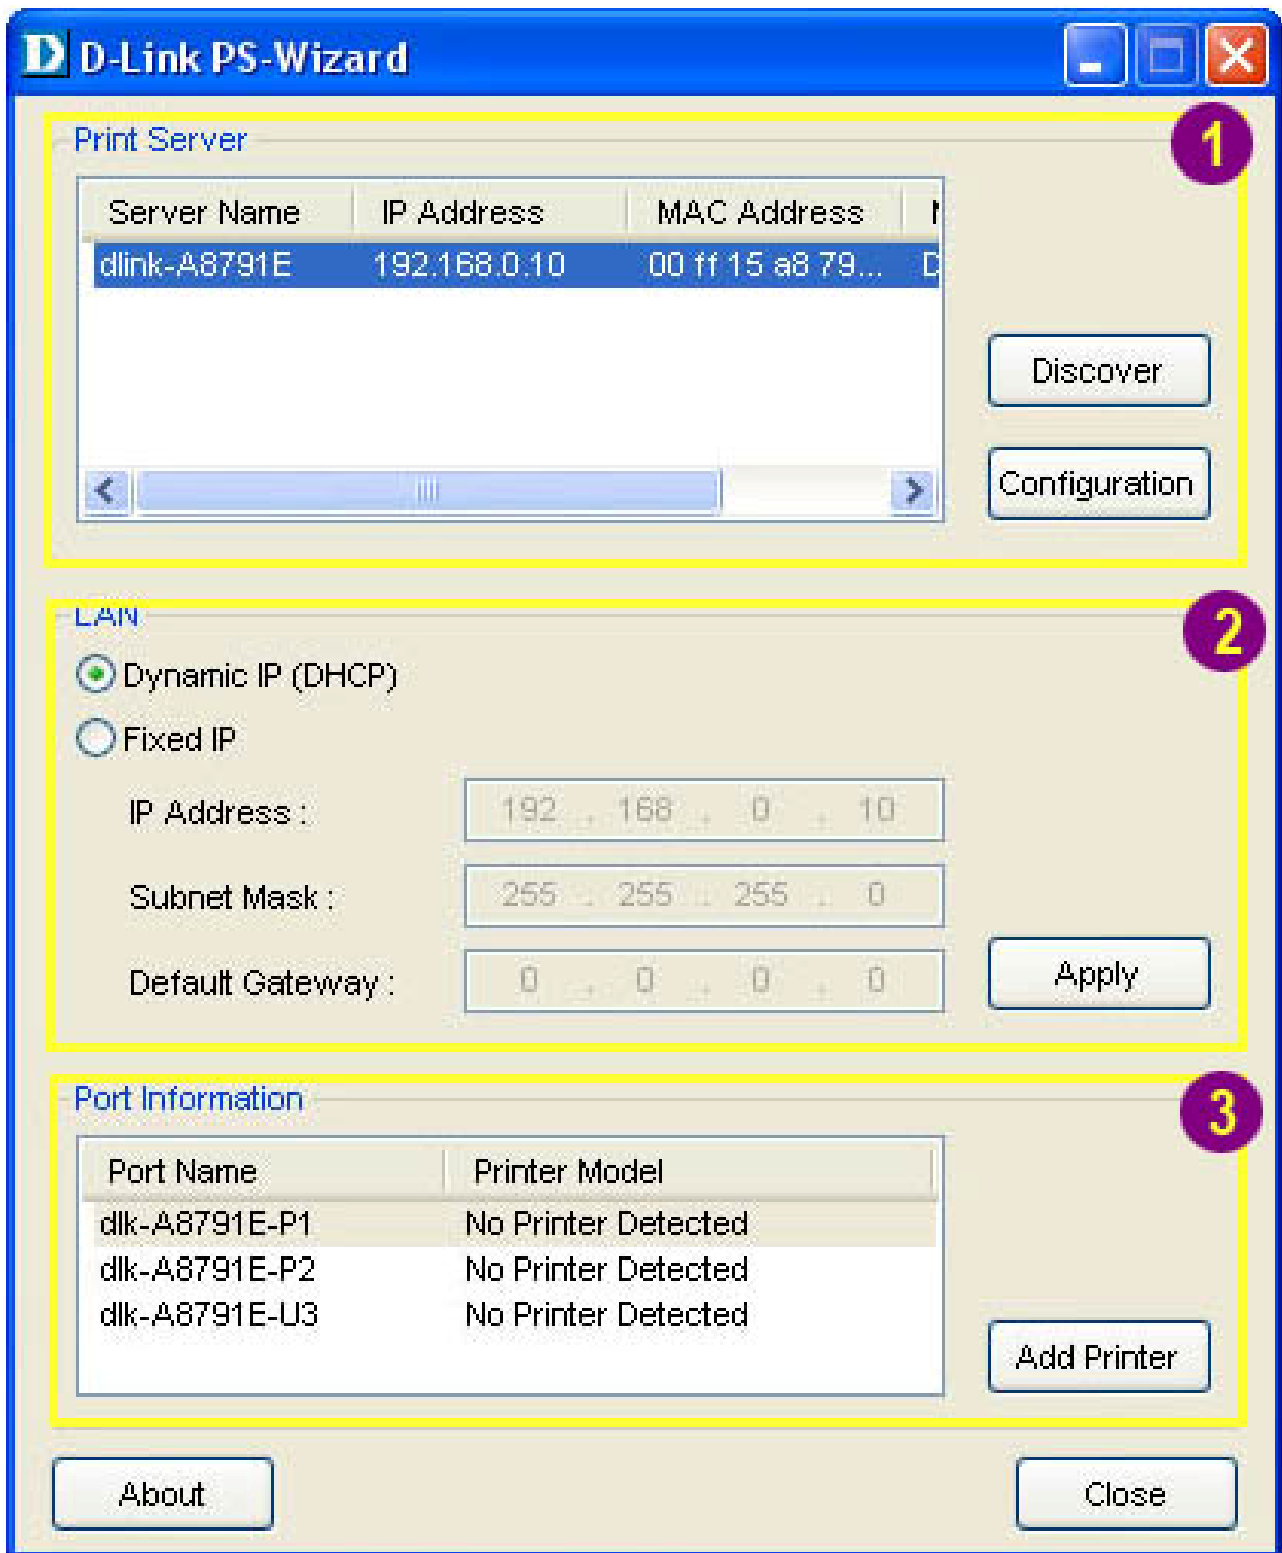 D D-Link PS-Wizard
Print Server
1
Server Name IP Address MAC Address
dlink-A8791E 192.168.0.10 00 ff 15 a8 79... D
Discover
Configuration
LAN
2
Dynamic IP (DHCP)
Fixed IP
IP Address : 192 . 168 . 0 . 10
Subnet Mask : 255 . 255 . 255 . 0
Default Gateway : 0 . 0 . 0 . 0
Apply
Port Information
3
Port Name Printer Model
dlk-A8791E-P1 No Printer Detected
dlk-A8791E-P2 No Printer Detected
dlk-A8791E-U3 No Printer Detected
Add Printer
About Close